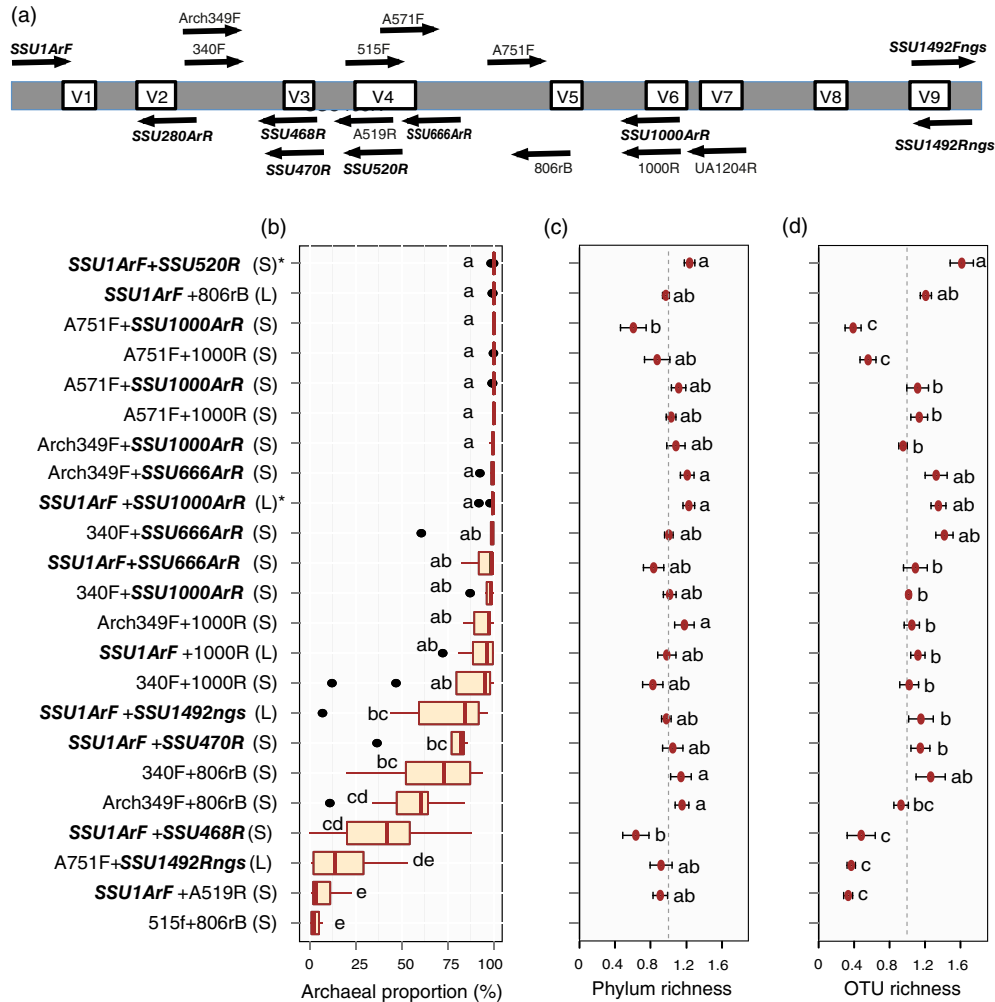 (a)
Arch349F A571F
SSU1ArF 340F 515F A751F SSU1492Fngs
V1 V2 V3 V4 V5 V6 V7 V8 V9
SSU280ArR SSU468R A519R SSU666ArR SSU1000ArR SSU1492Rngs
SSU470R SSU520R 806rB 1000R UA1204R
(b) (c) (d)
SSU1ArF+SSU520R (S)* a a a
SSU1ArF +806rB (L) a ab ab
A751F+SSU1000ArR (S) a b c
A751F+1000R (S) a ab c
A571F+SSU1000ArR (S) a ab b
A571F+1000R (S) a ab b
Arch349F+SSU1000ArR (S) a ab b
Arch349F+SSU666ArR (S) a a ab
SSU1ArF +SSU1000ArR (L)* a a ab
340F+SSU666ArR (S) ab ab ab
SSU1ArF+SSU666ArR (S) ab ab b
340F+SSU1000ArR (S) ab ab b
Arch349F+1000R (S) ab a b
SSU1ArF +1000R (L) ab ab b
340F+1000R (S) ab ab b
SSU1ArF +SSU1492ngs (L) bc ab b
SSU1ArF +SSU470R (S) bc ab b
340F+806rB (S) bc a ab
Arch349F+806rB (S) cd a bc
SSU1ArF +SSU468R (S) cd b c
A751F+SSU1492Rngs (L) de ab c
SSU1ArF +A519R (S) e ab c
515f+806rB (S) e
0 25 50 75 100 0 0.4 1 1.6 0 0.4 1 1.6
Archaeal proportion (%) Phylum richness OTU richness